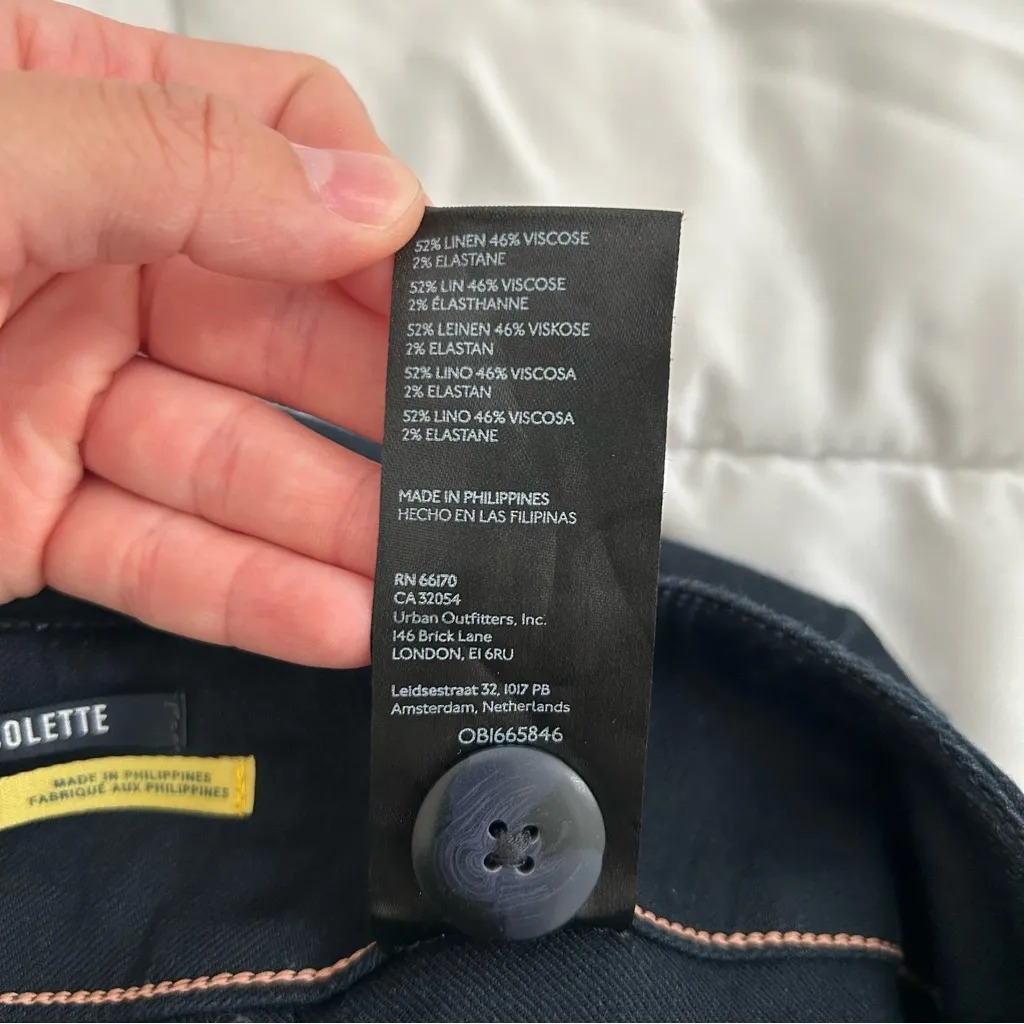 52% LINEN 46% VISCOSE
2% ELASTANE
52% LIN 46% VISCOSE
2% ÉLASTHANNE
52% LEINEN 46% VISKOSE
2% ELASTAN
52% LINO 46% VISCOSA
2% ELASTAN
52% LINO 46% VISCOSA
2% ELASTANE
MADE IN PHILIPPINES
HECHO EN LAS FILIPINAS
RN 66170
CA 32054
Urban Outfitters, Inc.
146 Brick Lane
LONDON, E1 6RU
Leidsestraat 32, 1017 PB
Amsterdam, Netherlands
OB1665846
OLETTE
MADE IN PHILIPPINES
FABRIQUÉ AUX PHILIPPINES